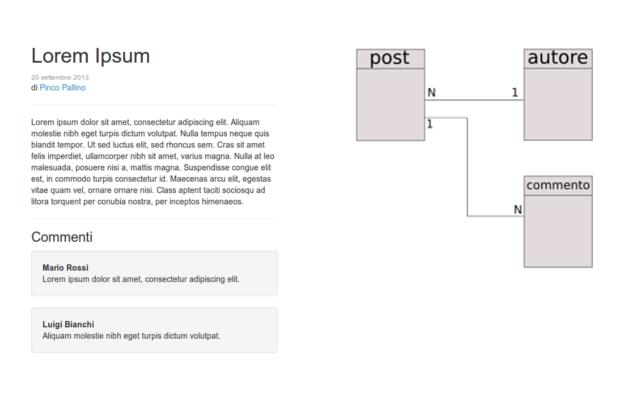 Lorem Ipsum
20 settembre 2013
di Pinco Pallino
Lorem ipsum dolor sit amet, consectetur adipiscing elit. Aliquam
molestie nibh eget turpis dictum volutpat. Nulla tempus neque quis
blandit tempor. Ut sed luctus elit, sed rhoncus sem. Cras sit amet
felis imperdiet, ullamcorper nibh sit amet, varius magna. Nulla at leo
malesuada, posuere nisi a, mattis magna. Suspendisse congue elit
est, in commodo turpis consectetur id. Maecenas arcu elit, egestas
vitae quam vel, ornare ornare nisi. Class aptent taciti sociosqu ad
litora torquent per conubia nostra, per inceptos himenaeos.
Commenti
Mario Rossi
Lorem ipsum dolor sit amet, consectetur adipiscing elit.
Luigi Bianchi
Aliquam molestie nibh eget turpis dictum volutpat.
post
autore
N
1
1
commento
N